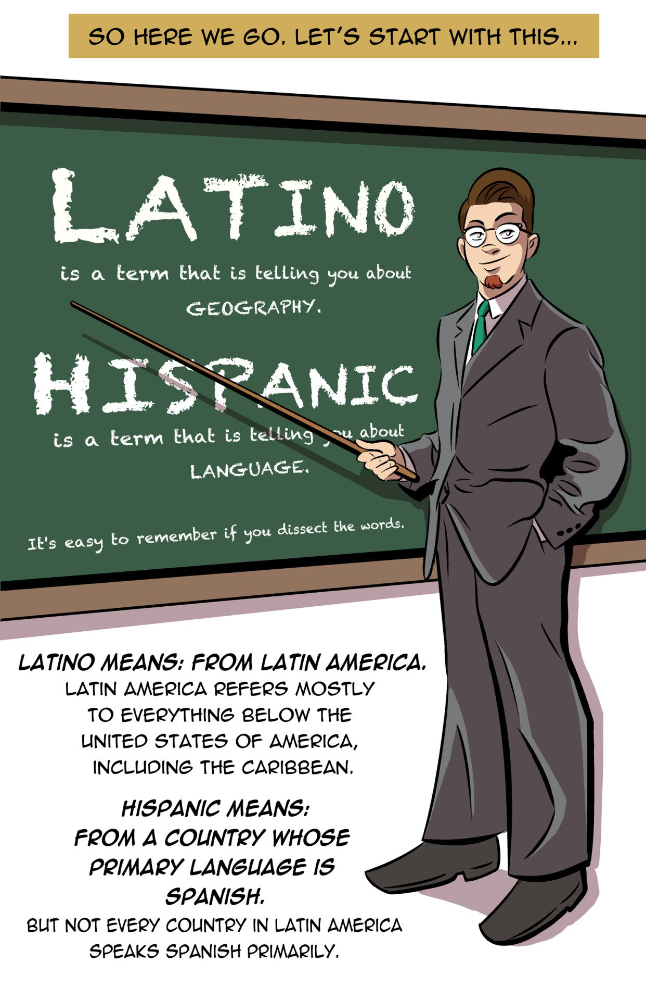 SO HERE WE GO. LET'S START WITH THIS...
LATINO
is a term that is telling you about
GEOGRAPHY.
HISPANIC
is a term that is telling you about
LANGUAGE.
It's easy to remember if you dissect the words.
LATINO MEANS: FROM LATIN AMERICA.
LATIN AMERICA REFERS MOSTLY
TO EVERYTHING BELOW THE
UNITED STATES OF AMERICA,
INCLUDING THE CARIBBEAN.
HISPANIC MEANS:
FROM A COUNTRY WHOSE
PRIMARY LANGUAGE IS
SPANISH.
BUT NOT EVERY COUNTRY IN LATIN AMERICA
SPEAKS SPANISH PRIMARILY.